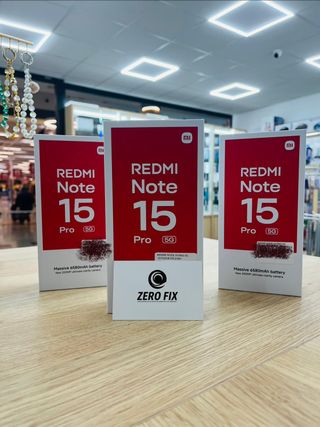 REDMI
Note
15
Pro 5G
Massive 6580mAh battery
REDMI
Note
15
Pro 5G
ZERO FIX
REDMI
Note
15
Pro 5G
Massive 6580mAh battery